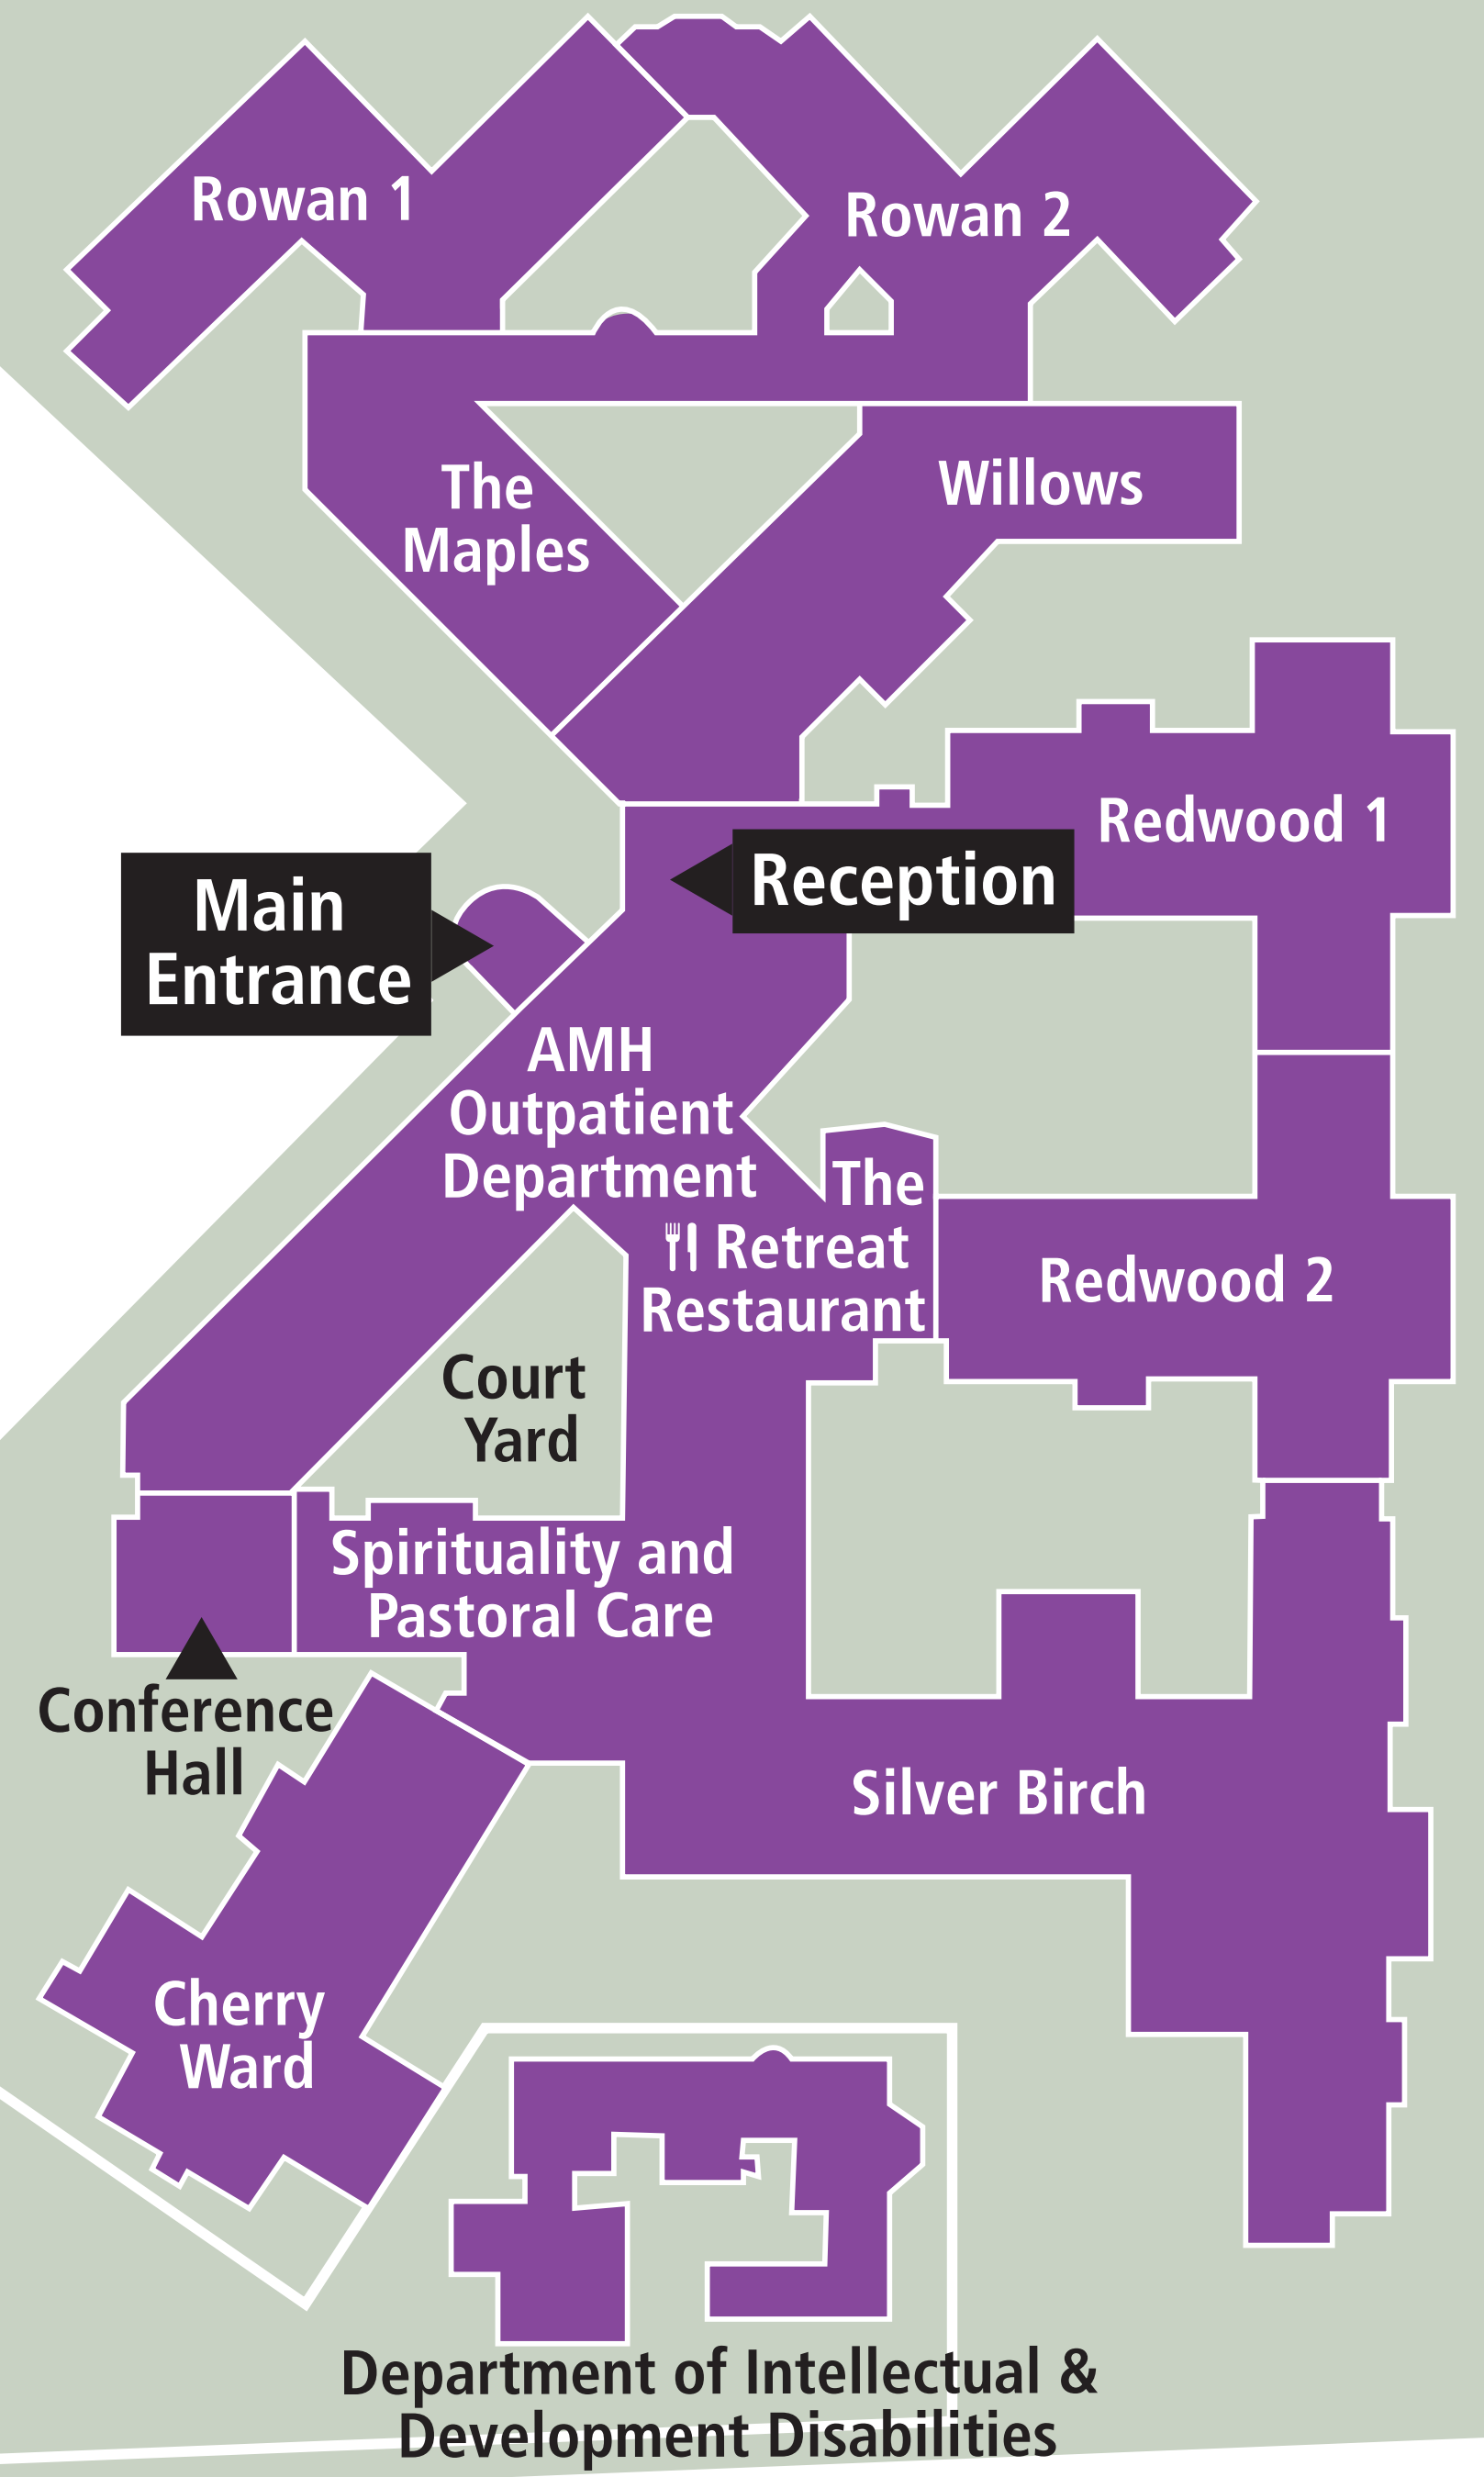 Rowan 1
Rowan 2
The
Maples
Willows
Redwood 1
Reception
Main
Entrance
AMH
Outpatient
Department
The
Retreat
Restaurant
Redwood 2
Court
Yard
Spirituality and
Pastoral Care
Conference
Hall
Silver Birch
Cherry
Ward
Department of Intellectual &
Development Disabilities